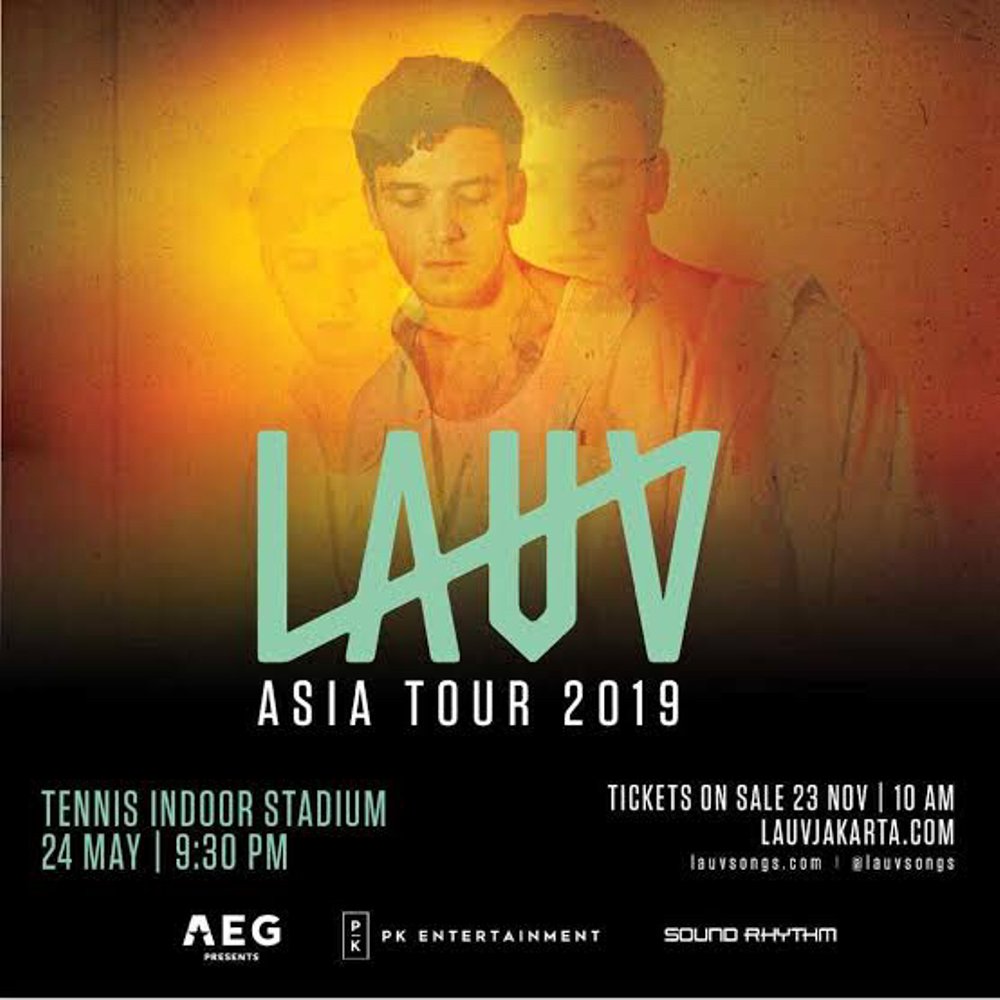 LAUV
ASIA TOUR 2019
TENNIS INDOOR STADIUM
24 MAY | 9:30 PM
TICKETS ON SALE 23 NOV | 10 AM
LAUVJAKARTA.COM
lauvsongs.com | @lauvsongs
AEG
PRESENTS
P
K
PK ENTERTAINMENT
SOUND RHYTHM